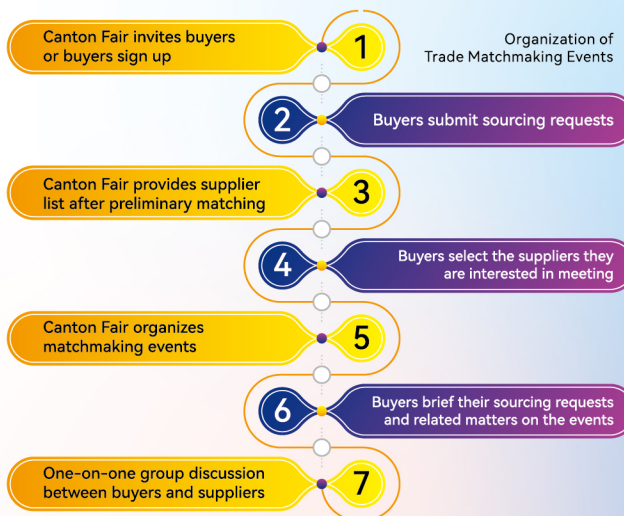 Organization of
Trade Matchmaking Events
Canton Fair invites buyers
or buyers sign up
1
2
Buyers submit sourcing requests
Canton Fair provides supplier
list after preliminary matching
3
4
Buyers select the suppliers they
are interested in meeting
Canton Fair organizes
matchmaking events
5
6
Buyers brief their sourcing requests
and related matters on the events
One-on-one group discussion
between buyers and suppliers
7